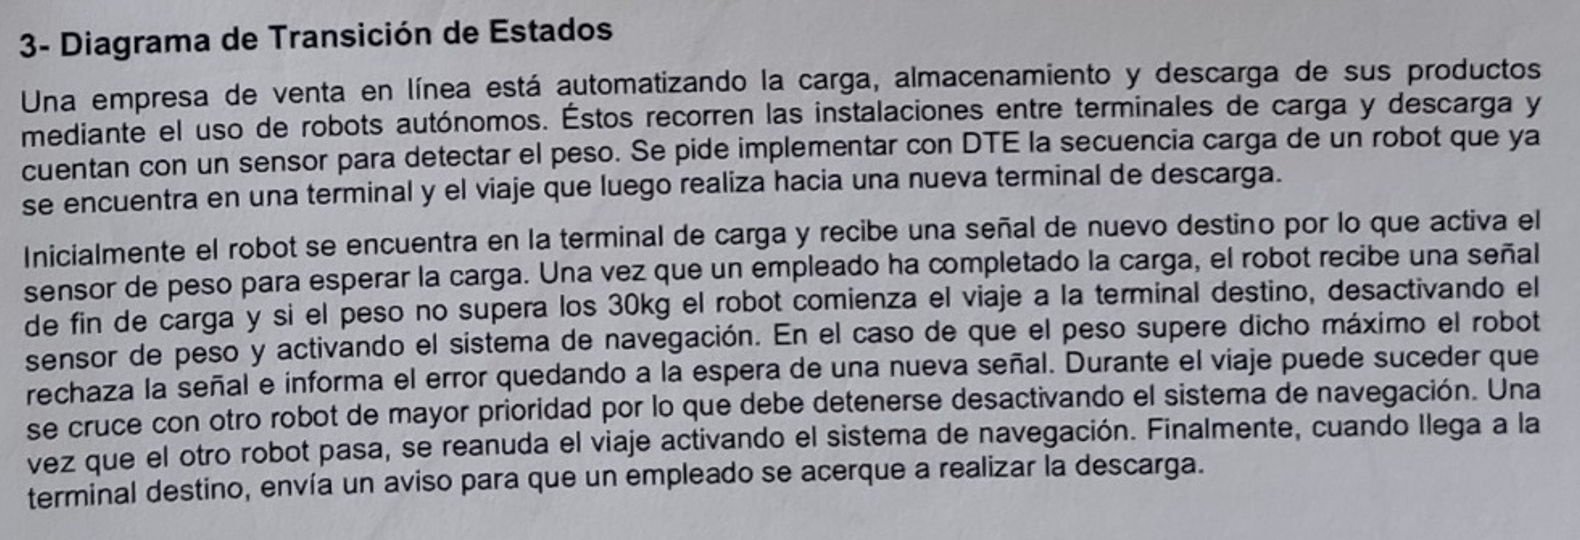 3- Diagrama de Transición de Estados
Una empresa de venta en línea está automatizando la carga, almacenamiento y descarga de sus productos
mediante el uso de robots autónomos. Éstos recorren las instalaciones entre terminales de carga y descarga y
cuentan con un sensor para detectar el peso. Se pide implementar con DTE la secuencia carga de un robot que ya
se encuentra en una terminal y el viaje que luego realiza hacia una nueva terminal de descarga.
Inicialmente el robot se encuentra en la terminal de carga y recibe una señal de nuevo destino por lo que activa el
sensor de peso para esperar la carga. Una vez que un empleado ha completado la carga, el robot recibe una señal
de fin de carga y si el peso no supera los 30kg el robot comienza el viaje a la terminal destino, desactivando el
sensor de peso y activando el sistema de navegación. En el caso de que el peso supere dicho máximo el robot
rechaza la señal e informa el error quedando a la espera de una nueva señal. Durante el viaje puede suceder que
se cruce con otro robot de mayor prioridad por lo que debe detenerse desactivando el sistema de navegación. Una
vez que el otro robot pasa, se reanuda el viaje activando el sistema de navegación. Finalmente, cuando llega a la
terminal destino, envía un aviso para que un empleado se acerque a realizar la descarga.